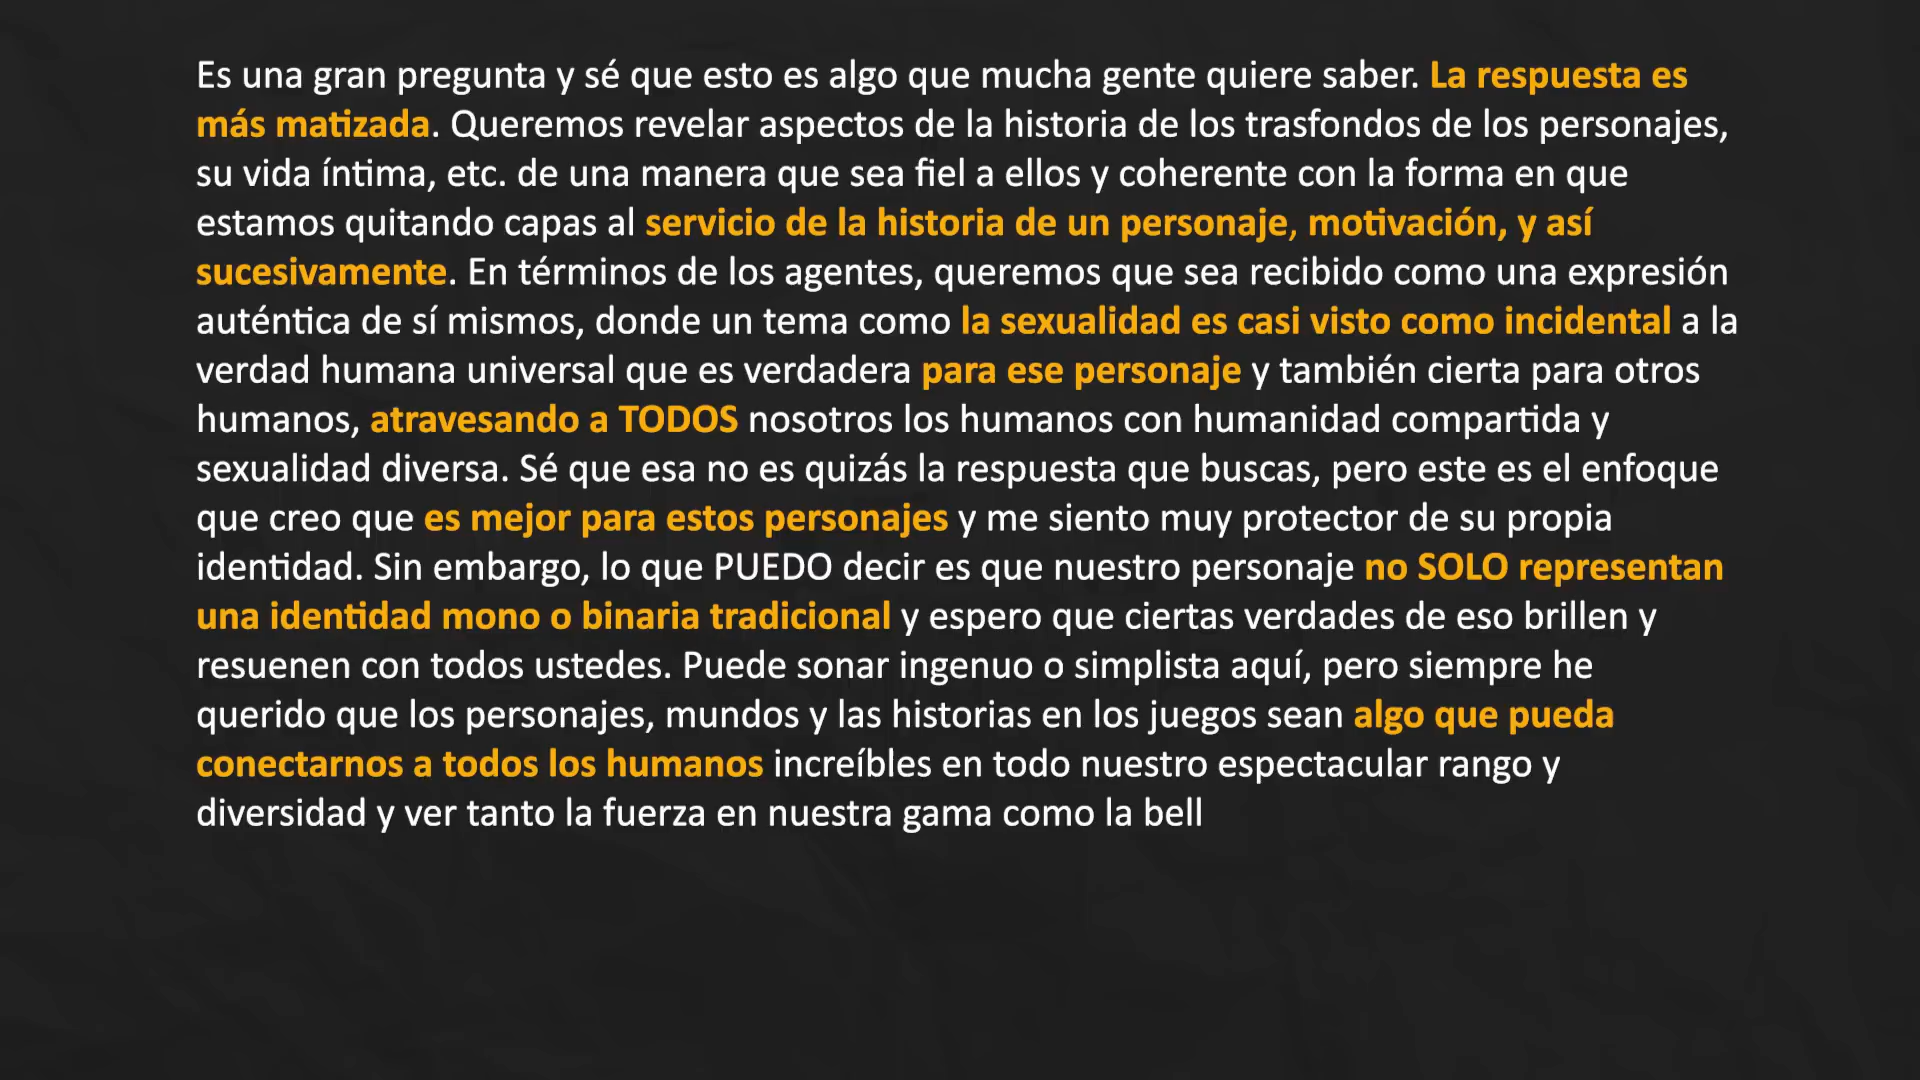 Es una gran pregunta y sé que esto es algo que mucha gente quiere saber. La respuesta es
más matizada. Queremos revelar aspectos de la historia de los trasfondos de los personajes,
su vida íntima, etc. de una manera que sea fiel a ellos y coherente con la forma en que
estamos quitando capas al servicio de la historia de un personaje, motivación, y así
sucesivamente. En términos de los agentes, queremos que sea recibido como una expresión
auténtica de sí mismos, donde un tema como la sexualidad es casi visto como incidental a la
verdad humana universal que es verdadera para ese personaje y también cierta para otros
humanos, atravesando a TODOS nosotros los humanos con humanidad compartida y
sexualidad diversa. Sé que esa no es quizás la respuesta que buscas, pero este es el enfoque
que creo que es mejor para estos personajes y me siento muy protector de su propia
identidad. Sin embargo, lo que PUEDO decir es que nuestro personaje no SOLO representan
una identidad mono o binaria tradicional y espero que ciertas verdades de eso brillen y
resuenen con todos ustedes. Puede sonar ingenuo o simplista aquí, pero siempre he
querido que los personajes, mundos y las historias en los juegos sean algo que pueda
conectarnos a todos los humanos increíbles en todo nuestro espectacular rango y
diversidad y ver tanto la fuerza en nuestra gama como la bell